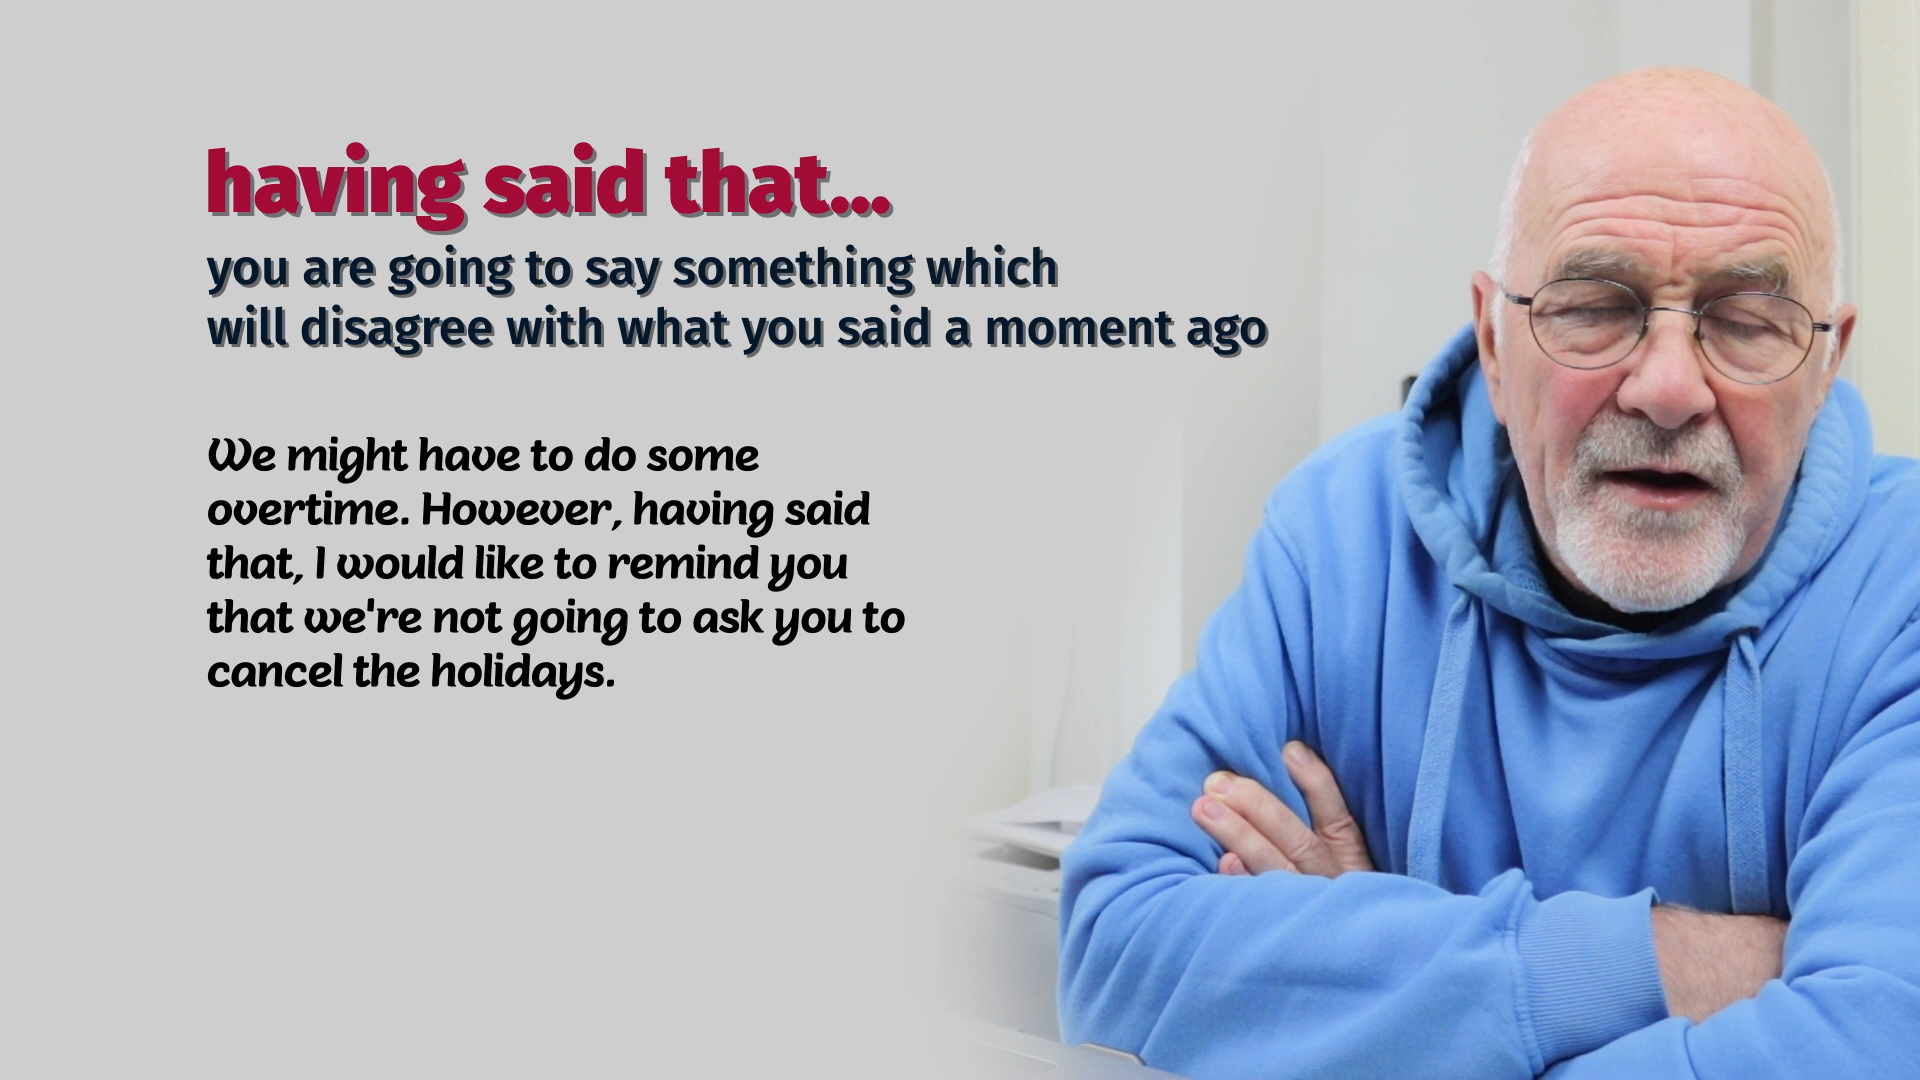 having said that...
you are going to say something which
will disagree with what you said a moment ago
We might have to do some
overtime. However, having said
that, I would like to remind you
that we're not going to ask you to
cancel the holidays.